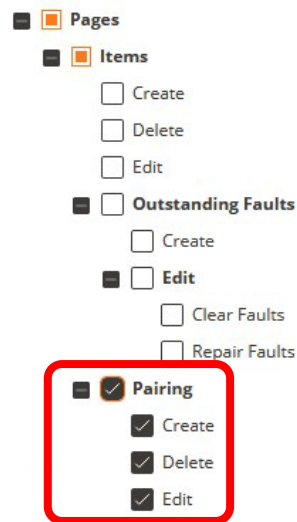 Pages
Items
Create
Delete
Edit
Outstanding Faults
Create
Edit
Clear Faults
Repair Faults
Pairing
Create
Delete
Edit